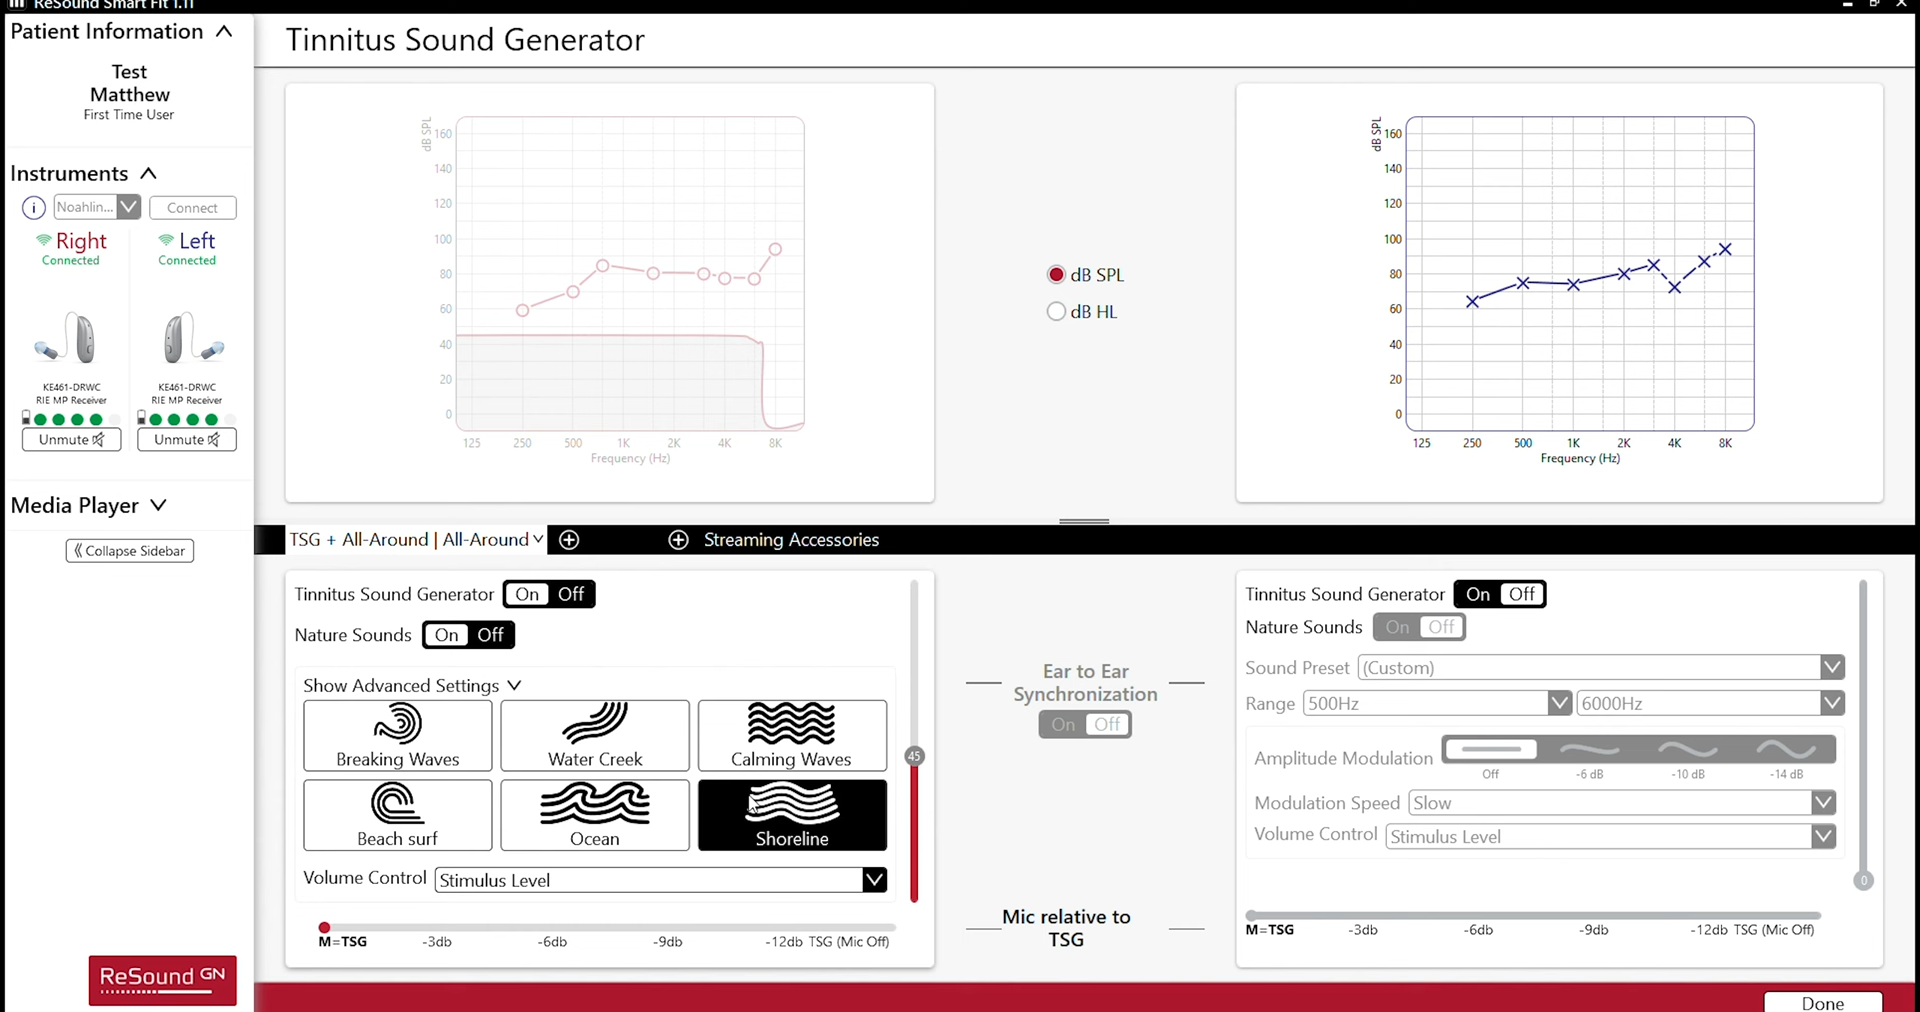 ReSound Smart Fit 1.11
Patient Information
Test
Matthew
First Time User
Instruments
i Noahlin... Connect
Right Left
Connected Connected
KE461-DRWC KE461-DRWC
RIE MP Receiver RIE MP Receiver
Unmute Unmute
Media Player
Collapse Sidebar
ReSound GN
Tinnitus Sound Generator
dB SPL
160
140
120
100
80
60
40
20
0
125 250 500 1K 2K 4K 8K
Frequency (Hz)
dB SPL
dB HL
dB SPL
160
140
120
100
80
60
40
20
0
125 250 500 1K 2K 4K 8K
Frequency (Hz)
TSG + All-Around | All-Around
Streaming Accessories
Tinnitus Sound Generator On Off
Nature Sounds On Off
Show Advanced Settings
Breaking Waves Water Creek Calming Waves
Beach surf Ocean Shoreline
Volume Control Stimulus Level
45
M=TSG -3db -6db -9db -12db TSG (Mic Off)
Ear to Ear
Synchronization
On Off
Mic relative to
TSG
Tinnitus Sound Generator On Off
Nature Sounds On Off
Sound Preset (Custom)
Range 500Hz 6000Hz
Amplitude Modulation
Off -6 dB -10 dB -14 dB
Modulation Speed Slow
Volume Control Stimulus Level
0
M=TSG -3db -6db -9db -12db TSG (Mic Off)
Done